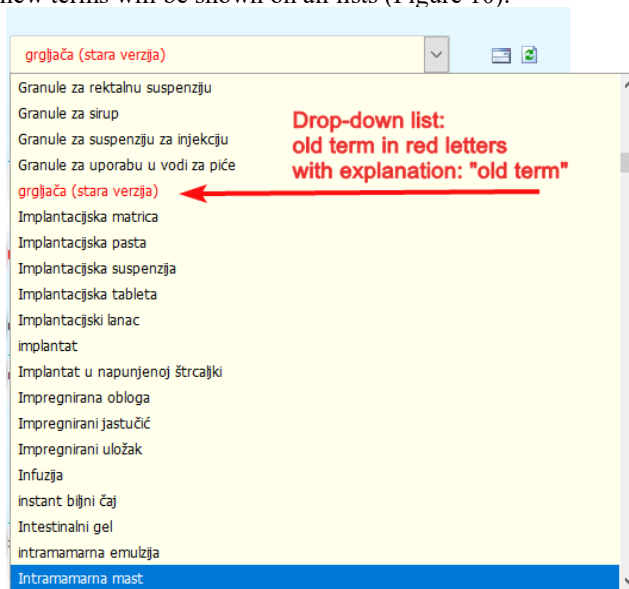 new terms will be shown on all lists (Figure 10).
grgljača (stara verzija)
Granule za rektalnu suspenziju
Granule za sirup
Granule za suspenziju za injekciju
Granule za uporabu u vodi za piće
grgljača (stara verzija)
Drop-down list:
old term in red letters
with explanation: "old term"
Implantacijska matrica
Implantacijska pasta
Implantacijska suspenzija
Implantacijska tableta
Implantacijski lanac
implantat
Implantat u napunjenoj štrcaljki
Impregnirana obloga
Impregnirani jastučić
Impregnirani uložak
Infuzija
instant biljni čaj
Intestinalni gel
intramamarna emulzija
Intramamarna mast